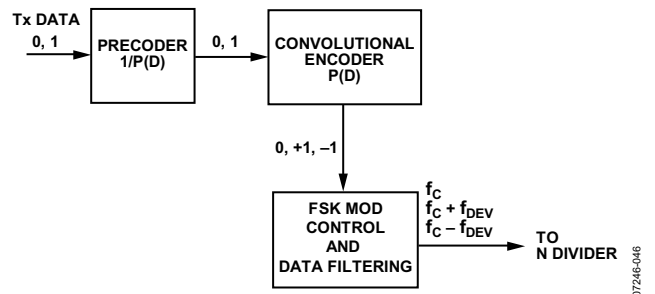 Tx DATA
0, 1
PRECODER
1/P(D)
0, 1
CONVOLUTIONAL
ENCODER
P(D)
0, +1, –1
FSK MOD
CONTROL
AND
DATA FILTERING
fC
fC + fDEV
fC – fDEV
TO
N DIVIDER
07246-046